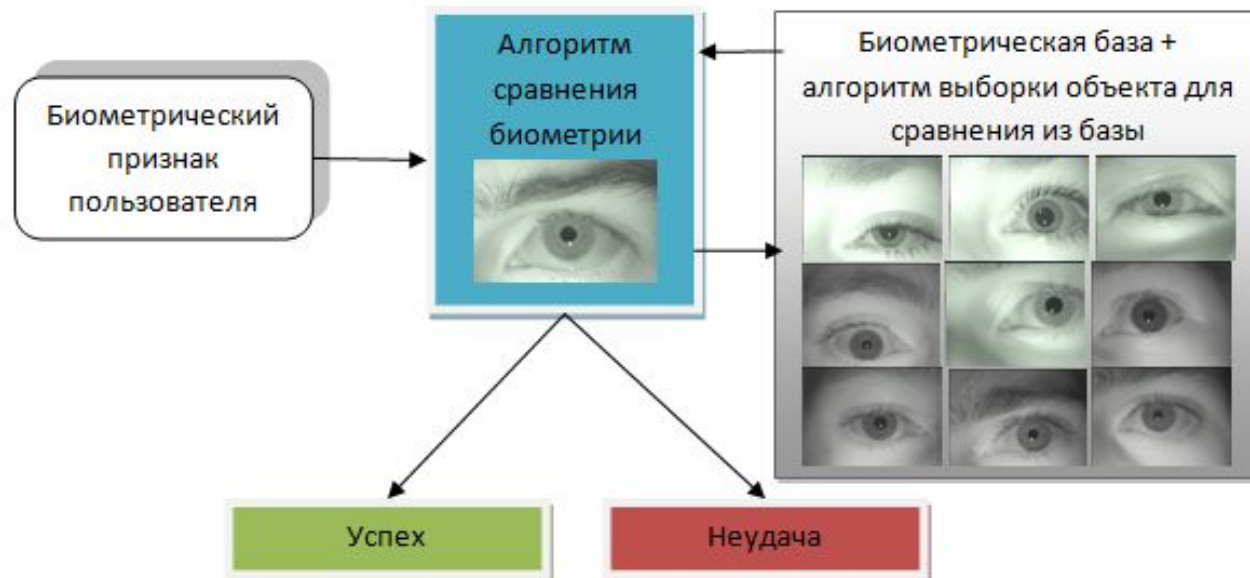 Биометрический
признак
пользователя
Алгоритм
сравнения
биометрии
Биометрическая база +
алгоритм выборки объекта для
сравнения из базы
Успех
Неудача